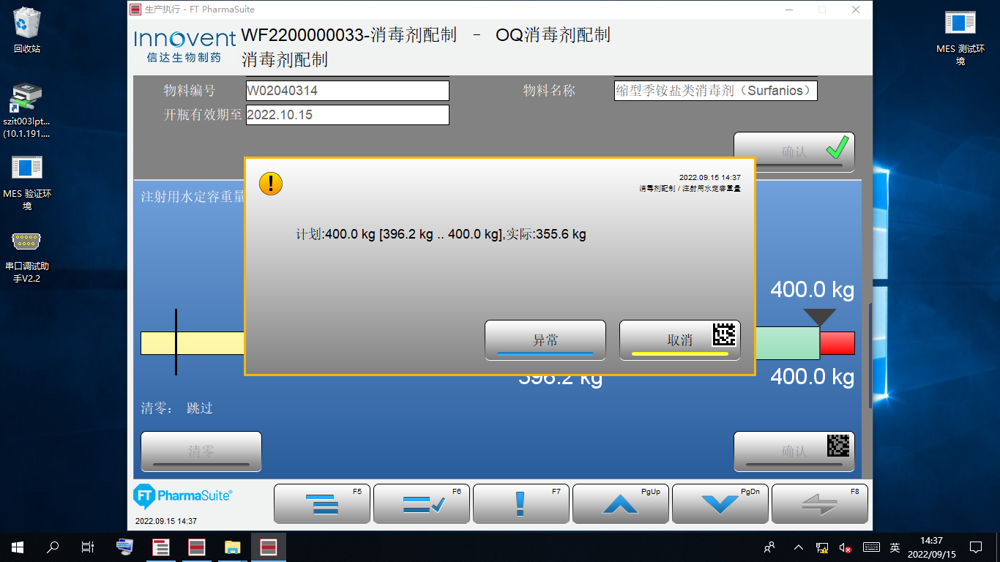 回收站
szit003lpt...
(10.1.191....
MES 验证环
境
串口调试助
手V2.2
MES 测试环
境
生产执行 - FT PharmaSuite
Innovent
信达生物制药
WF2200000033-消毒剂配制 - OQ消毒剂配制
消毒剂配制
物料编号 W02040314 物料名称 缩型季铵盐类消毒剂（Surfanios）
开瓶有效期至 2022.10.15
确认
注射用水定容重量
2022.09.15 14:37
消毒剂配制 / 注射用水定容重量
计划:400.0 kg [396.2 kg .. 400.0 kg],实际:355.6 kg
400.0 kg
异常 取消
396.2 kg 400.0 kg
清零： 跳过
清零 确认
FT PharmaSuite®
2022.09.15 14:37
F5 F6 F7 PgUp PgDn F8
英
14:37
2022/09/15